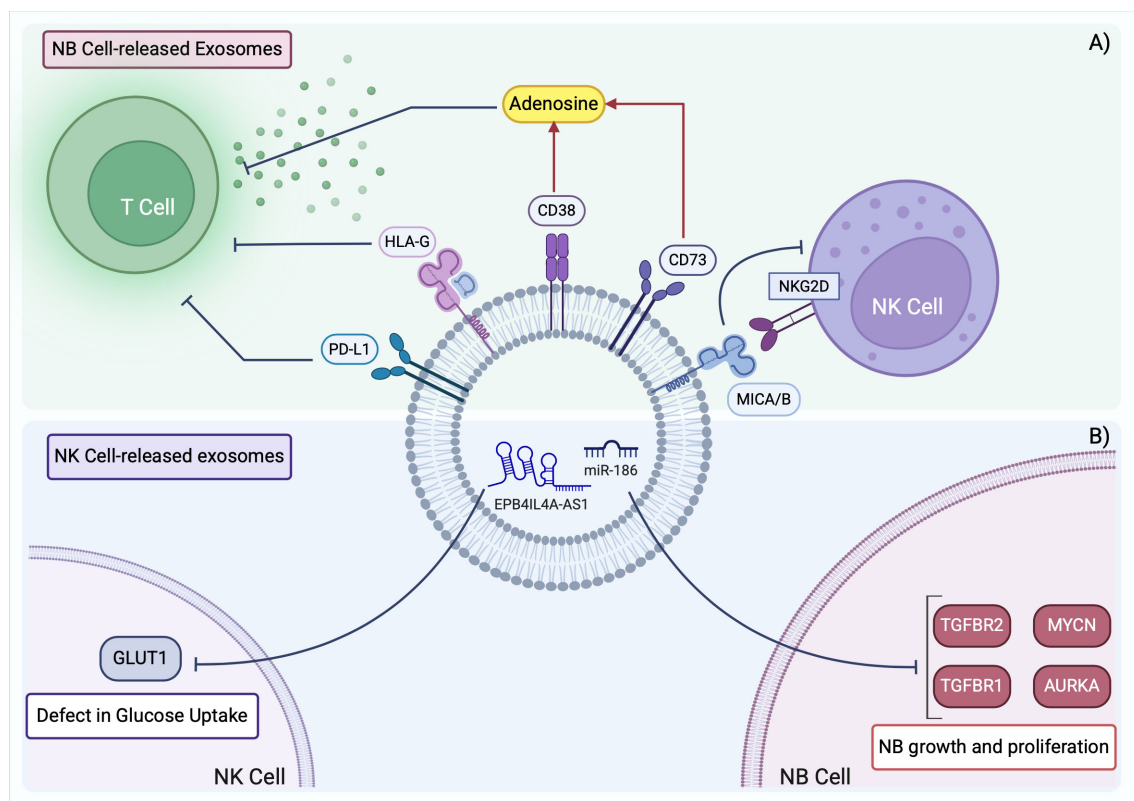 NB Cell-released Exosomes
A)
Adenosine
T Cell
CD38
HLA-G
CD73
NKG2D
NK Cell
PD-L1
MICA/B
NK Cell-released exosomes
B)
miR-186
EPB4IL4A-AS1
TGFBR2
MYCN
GLUT1
TGFBR1
AURKA
Defect in Glucose Uptake
NB growth and proliferation
NK Cell
NB Cell